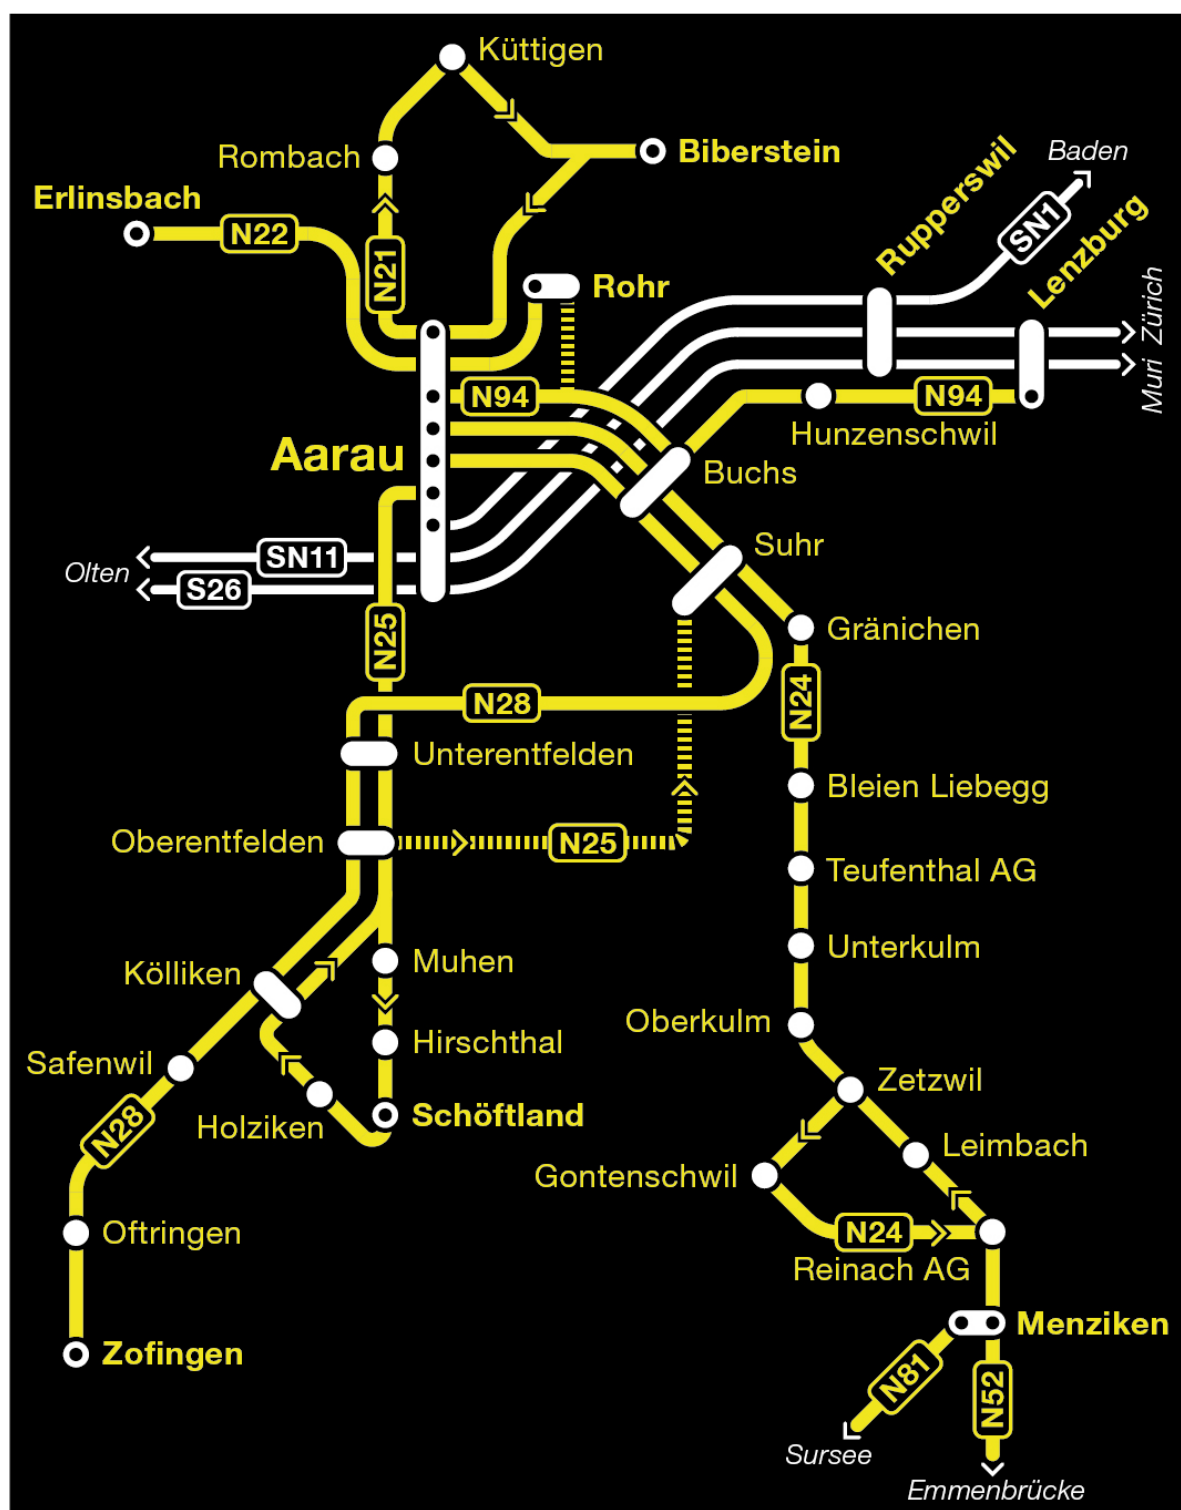 Küttigen
Rombach
Biberstein
Baden
Erlinsbach
N22
N21
Rupperswil
SN1
Lenzburg
Rohr
Muri
Zürich
N94
N94
Hunzenschwil
Aarau
Buchs
Suhr
SN11
Olten
S26
N25
Gränichen
N28
N24
Unterentfelden
Bleien Liebegg
Oberentfelden
N25
Teufenthal AG
Unterkulm
Kölliken
Muhen
Oberkulm
Hirschthal
Safenwil
Zetzwil
N28
Holziken
Schöftland
Leimbach
Gontenschwil
Oftringen
N24
Reinach AG
Zofingen
Menziken
N81
N52
Sursee
Emmenbrücke